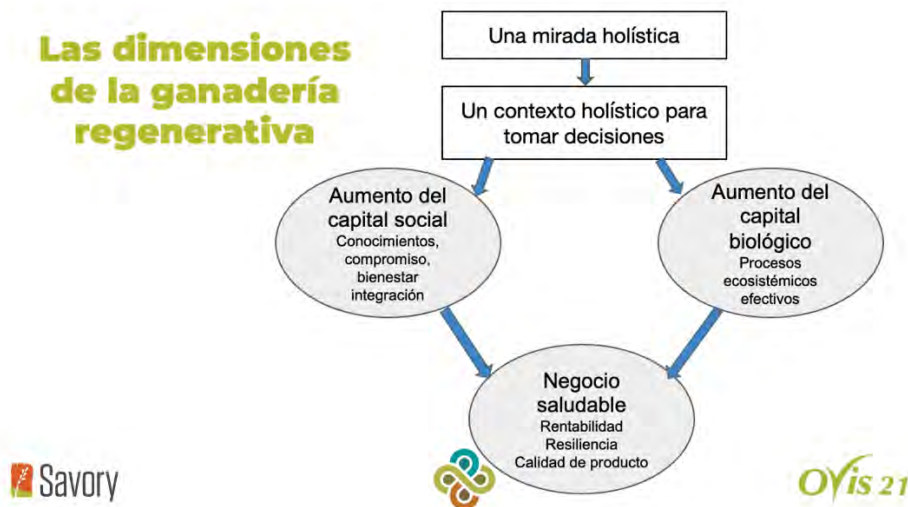 Las dimensiones
de la ganadería
regenerativa
Una mirada holística
Un contexto holístico para
tomar decisiones
Aumento del
capital social
Conocimientos,
compromiso,
bienestar
integración
Aumento del
capital
biológico
Procesos
ecosistémicos
efectivos
Negocio
saludable
Rentabilidad
Resiliencia
Calidad de producto
Savory
OVis 21